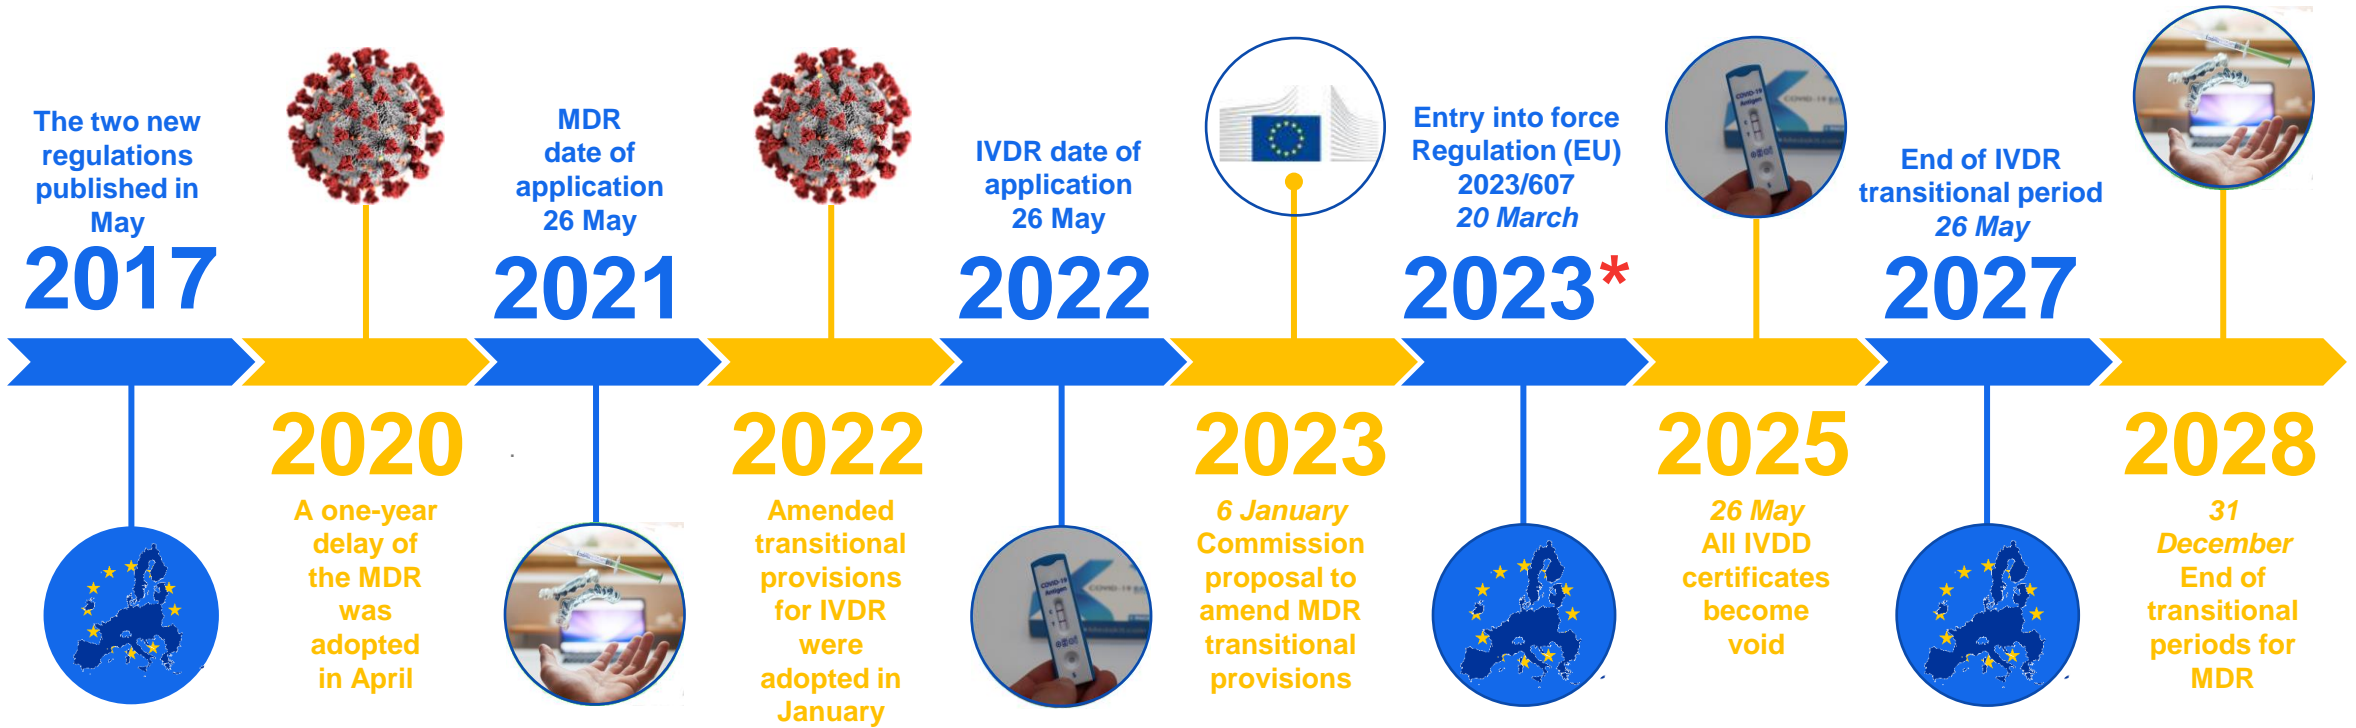 The two new
regulations
published in
May
2017
2020
A one-year
delay of
the MDR
was
adopted
in April
MDR
date of
application
26 May
2021
2022
Amended
transitional
provisions
for IVDR
were
adopted in
January
IVDR date of
application
26 May
2022
2023
6 January
Commission
proposal to
amend MDR
transitional
provisions
Entry into force
Regulation (EU)
2023/607
20 March
2023*
COVID-19
Antigen
2025
26 May
All IVDD
certificates
become
void
End of IVDR
transitional period
26 May
2027
2028
31
December
End of
transitional
periods for
MDR